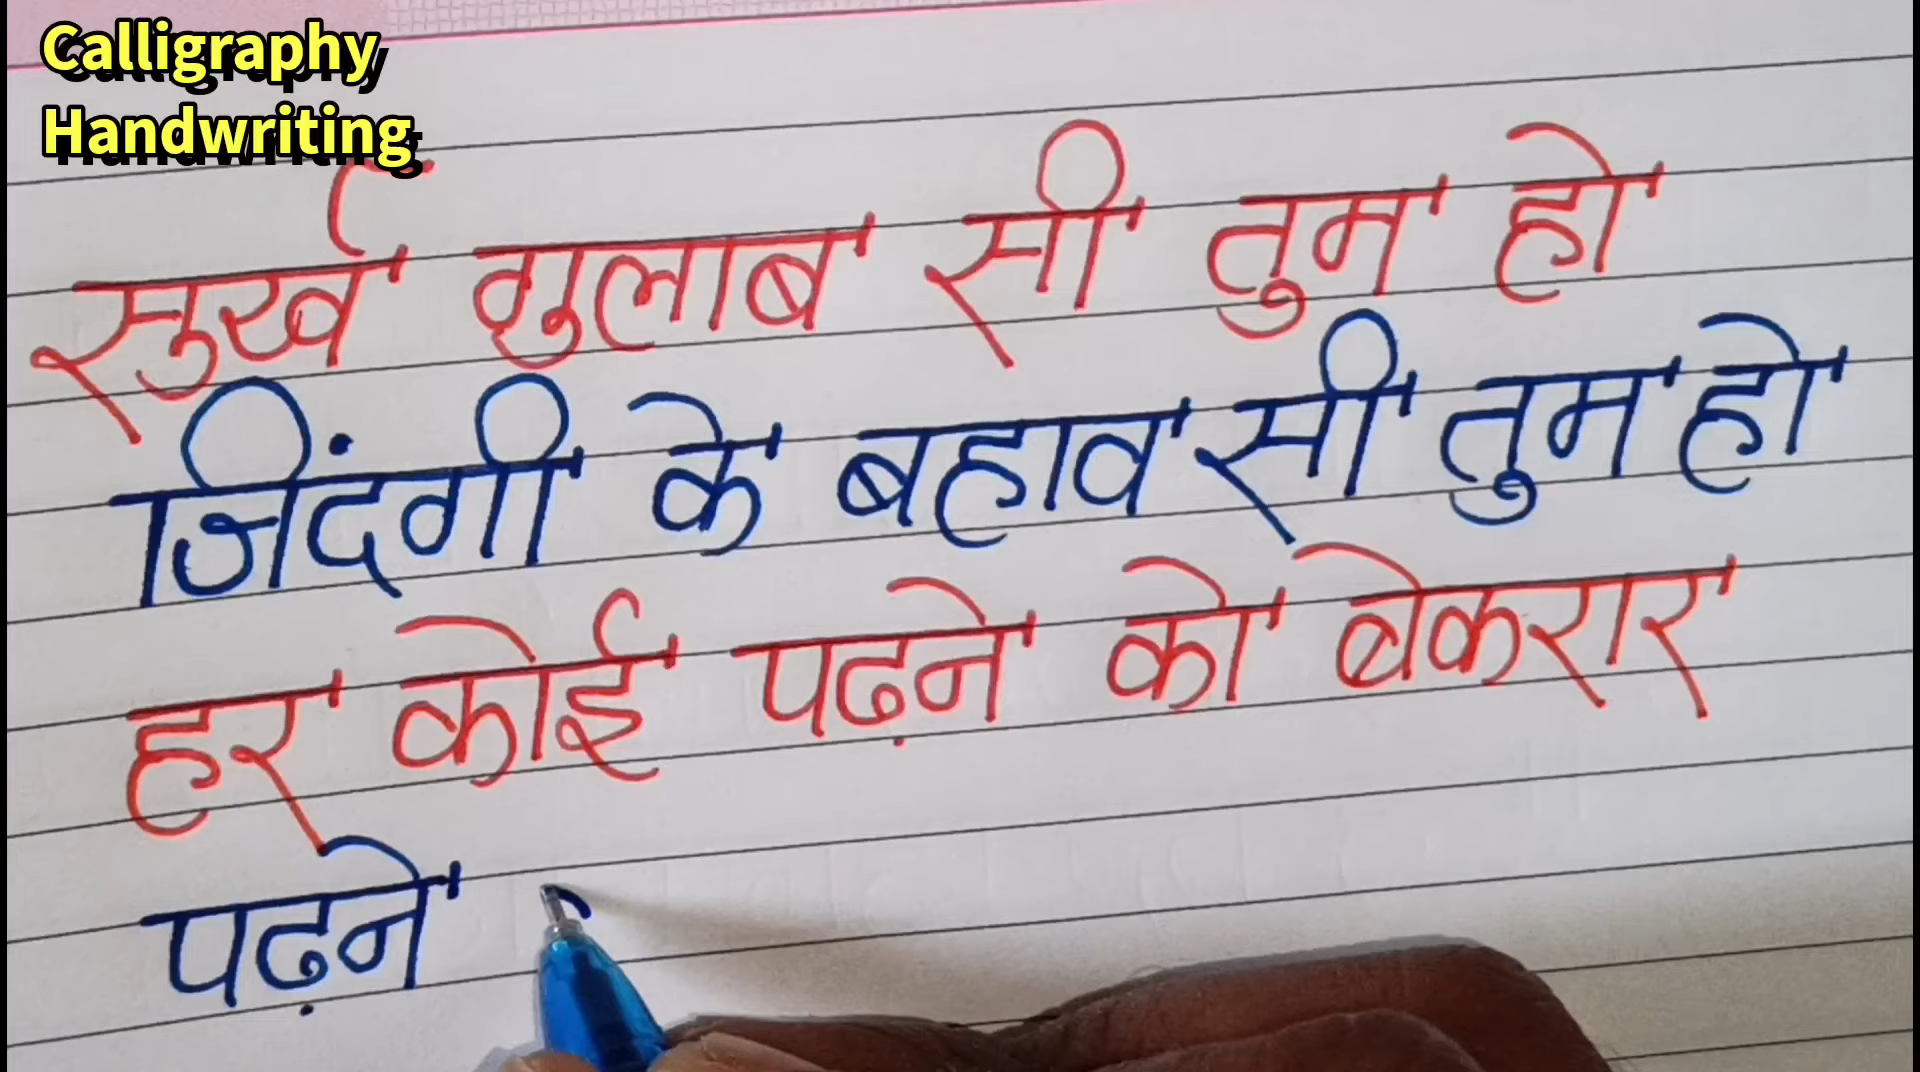 Calligraphy
Handwriting
सुर्ख गुलाब सी तुम हो
जिंदगी के बहाव सी तुम हो
हर कोई पढ़ने को बेकरार
पढ़ने